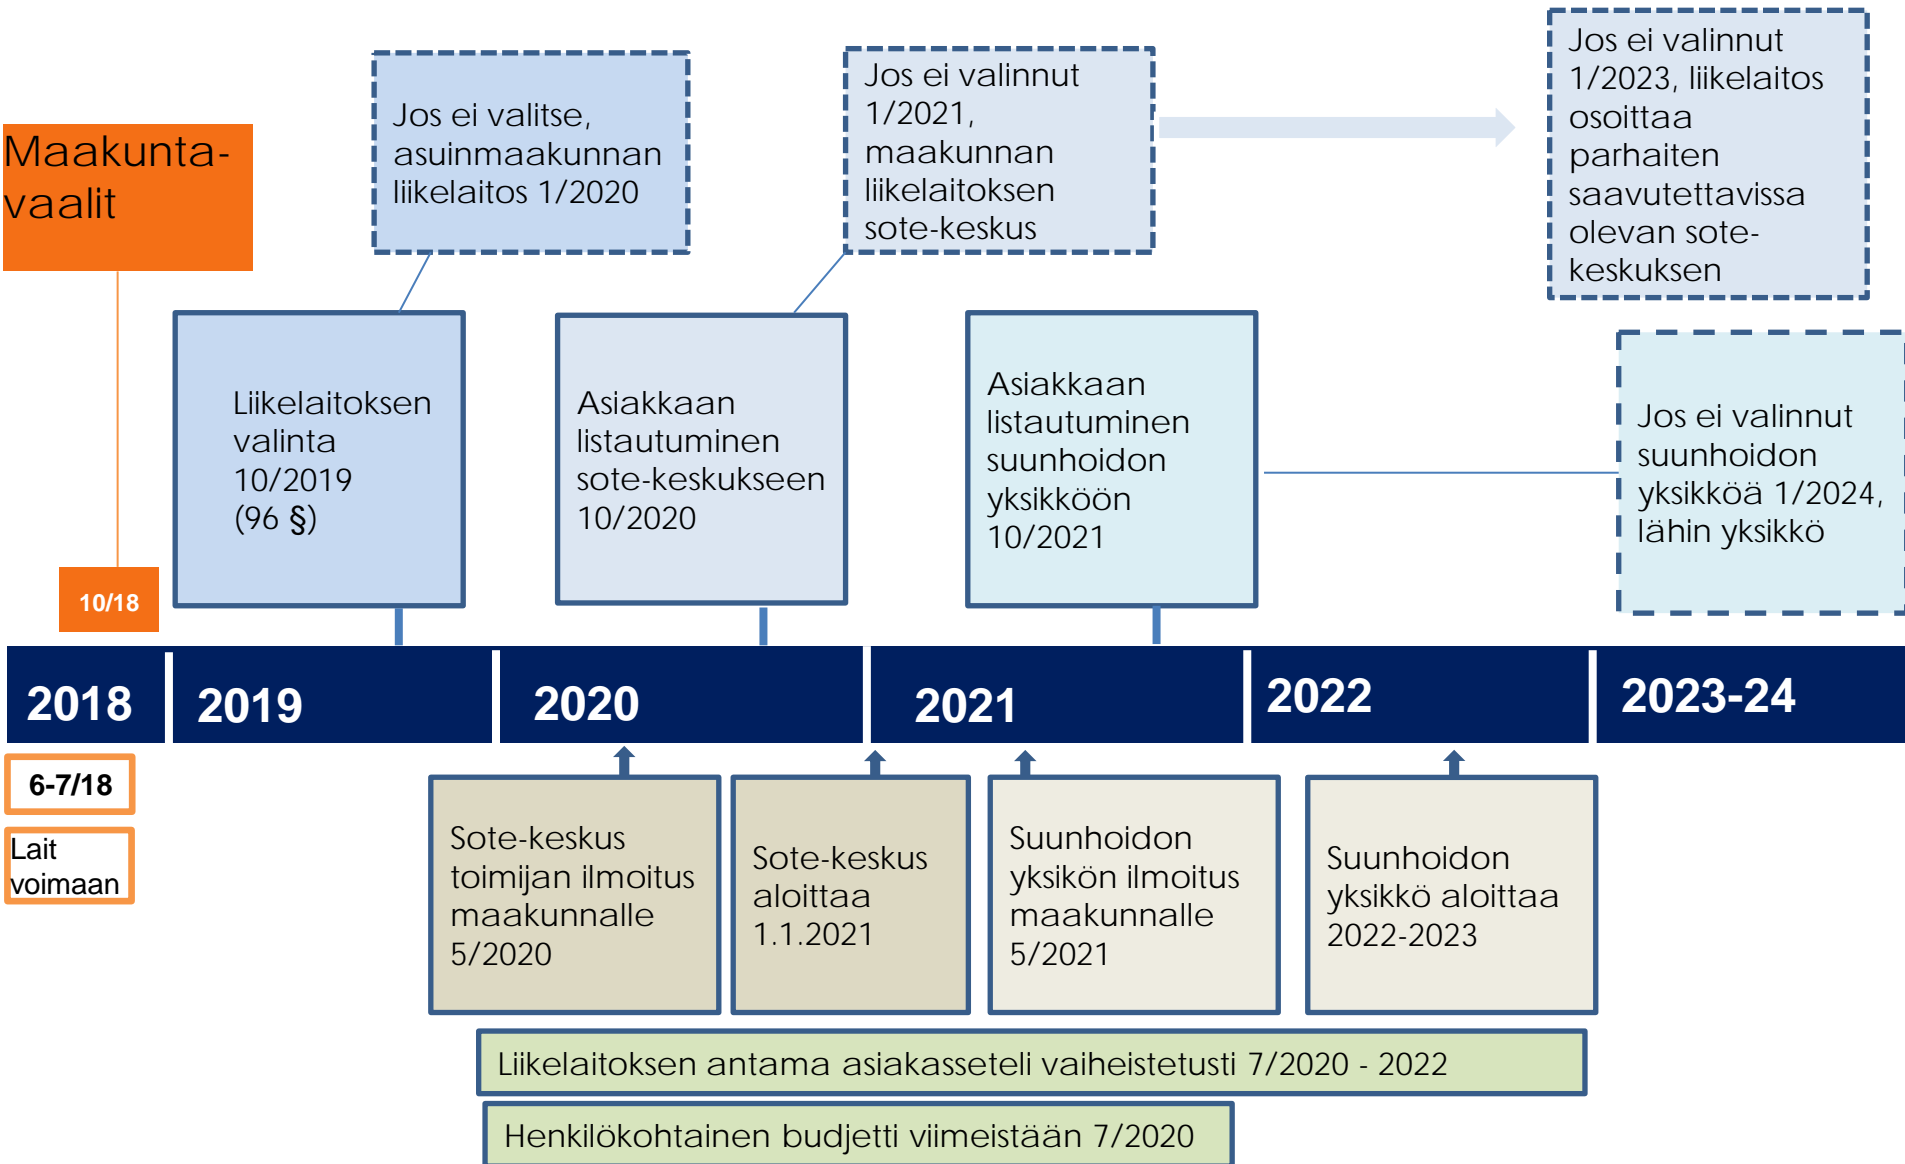 Maakunta-
vaalit
Jos ei valitse,
asuinmaakunnan
liikelaitos 1/2020
Jos ei valinnut
1/2021,
maakunnan
liikelaitoksen
sote-keskus
Jos ei valinnut
1/2023, liikelaitos
osoittaa
parhaiten
saavutettavissa
olevan sote-
keskuksen
10/18
Liikelaitoksen
valinta
10/2019
(96 §)
Asiakkaan
listautuminen
sote-keskukseen
10/2020
Asiakkaan
listautuminen
suunhoidon
yksikköön
10/2021
Jos ei valinnut
suunhoidon
yksikköä 1/2024,
lähin yksikkö
2018
2019
2020
2021
2022
2023-24
6-7/18
Lait
voimaan
Sote-keskus
toimijan ilmoitus
maakunnalle
5/2020
Sote-keskus
aloittaa
1.1.2021
Suunhoidon
yksikön ilmoitus
maakunnalle
5/2021
Suunhoidon
yksikkö aloittaa
2022-2023
Liikelaitoksen antama asiakasseteli vaiheistetusti 7/2020 - 2022
Henkilökohtainen budjetti viimeistään 7/2020